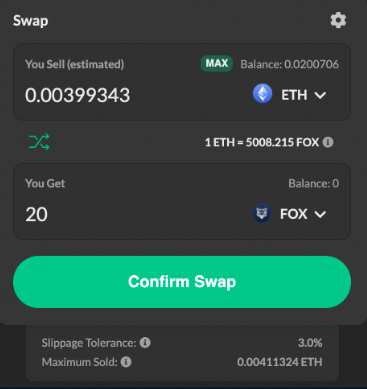 Swap
You Sell (estimated) MAX Balance: 0.0200706
0.00399343 ETH
1 ETH = 5008.215 FOX
You Get Balance: 0
20 FOX
Confirm Swap
Slippage Tolerance: 3.0%
Maximum Sold: 0.00411324 ETH